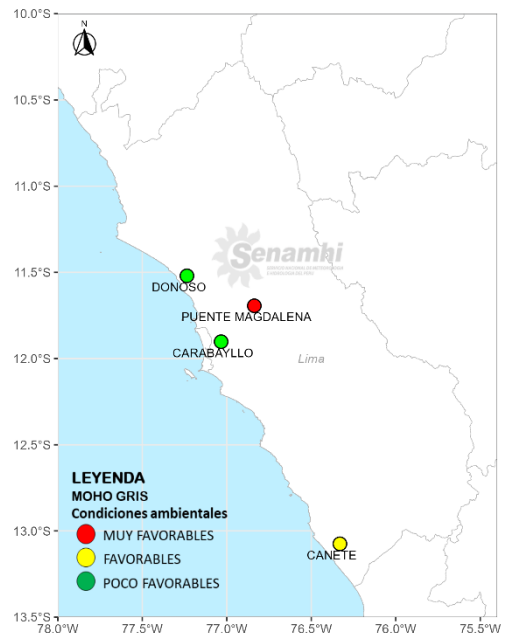 10.0°S
N
10.5°S
11.0°S
Senamhi
11.5°S
DONOSO
PUENTE MAGDALENA
CARABAYLLO
12.0°S
Lima
12.5°S
LEYENDA
MOHO GRIS
Condiciones ambientales
MUY FAVORABLES
13.0°S
FAVORABLES
CANETE
POCO FAVORABLES
13.5°S
78.0°W 77.5°W 77.0°W 76.5°W 76.0°W 75.5°W